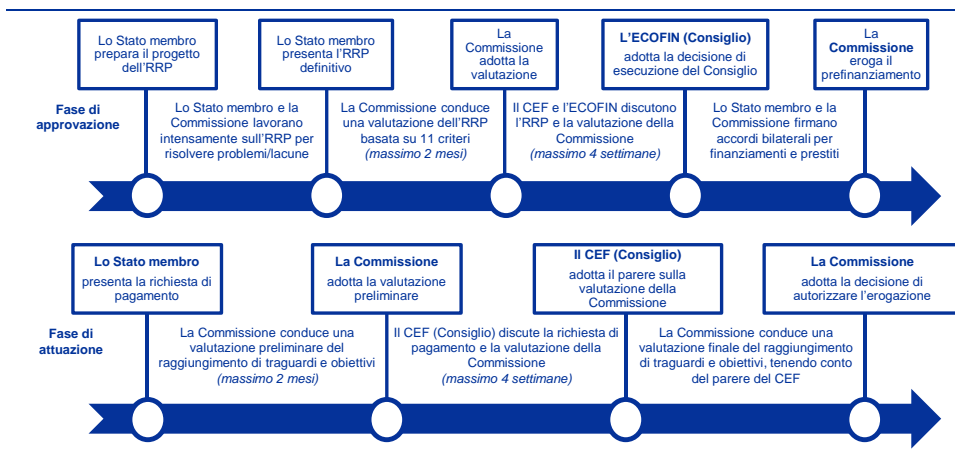 Lo Stato membro
prepara il progetto
dell'RRP
Lo Stato membro
presenta l'RRP
definitivo
La
Commissione
adotta la
valutazione
L'ECOFIN (Consiglio)
adotta la decisione di
esecuzione del Consiglio
La
Commissione
eroga il
prefinanziamento
Fase di
approvazione
Lo Stato membro e la
Commissione lavorano
intensamente sull'RRP per
risolvere problemi/lacune
La Commissione conduce
una valutazione dell'RRP
basata su 11 criteri
(massimo 2 mesi)
Il CEF e l'ECOFIN discutono
l'RRP e la valutazione della
Commissione
(massimo 4 settimane)
Lo Stato membro e la
Commissione firmano
accordi bilaterali per
finanziamenti e prestiti
Lo Stato membro
presenta la richiesta di
pagamento
La Commissione
adotta la valutazione
preliminare
Il CEF (Consiglio)
adotta il parere sulla
valutazione della
Commissione
La Commissione
adotta la decisione di
autorizzare l'erogazione
Fase di
attuazione
La Commissione conduce una
valutazione preliminare del
raggiungimento di traguardi e obiettivi
(massimo 2 mesi)
Il CEF (Consiglio) discute la richiesta di
pagamento e la valutazione della
Commissione
(massimo 4 settimane)
La Commissione conduce una
valutazione finale del raggiungimento
di traguardi e obiettivi, tenendo conto
del parere del CEF